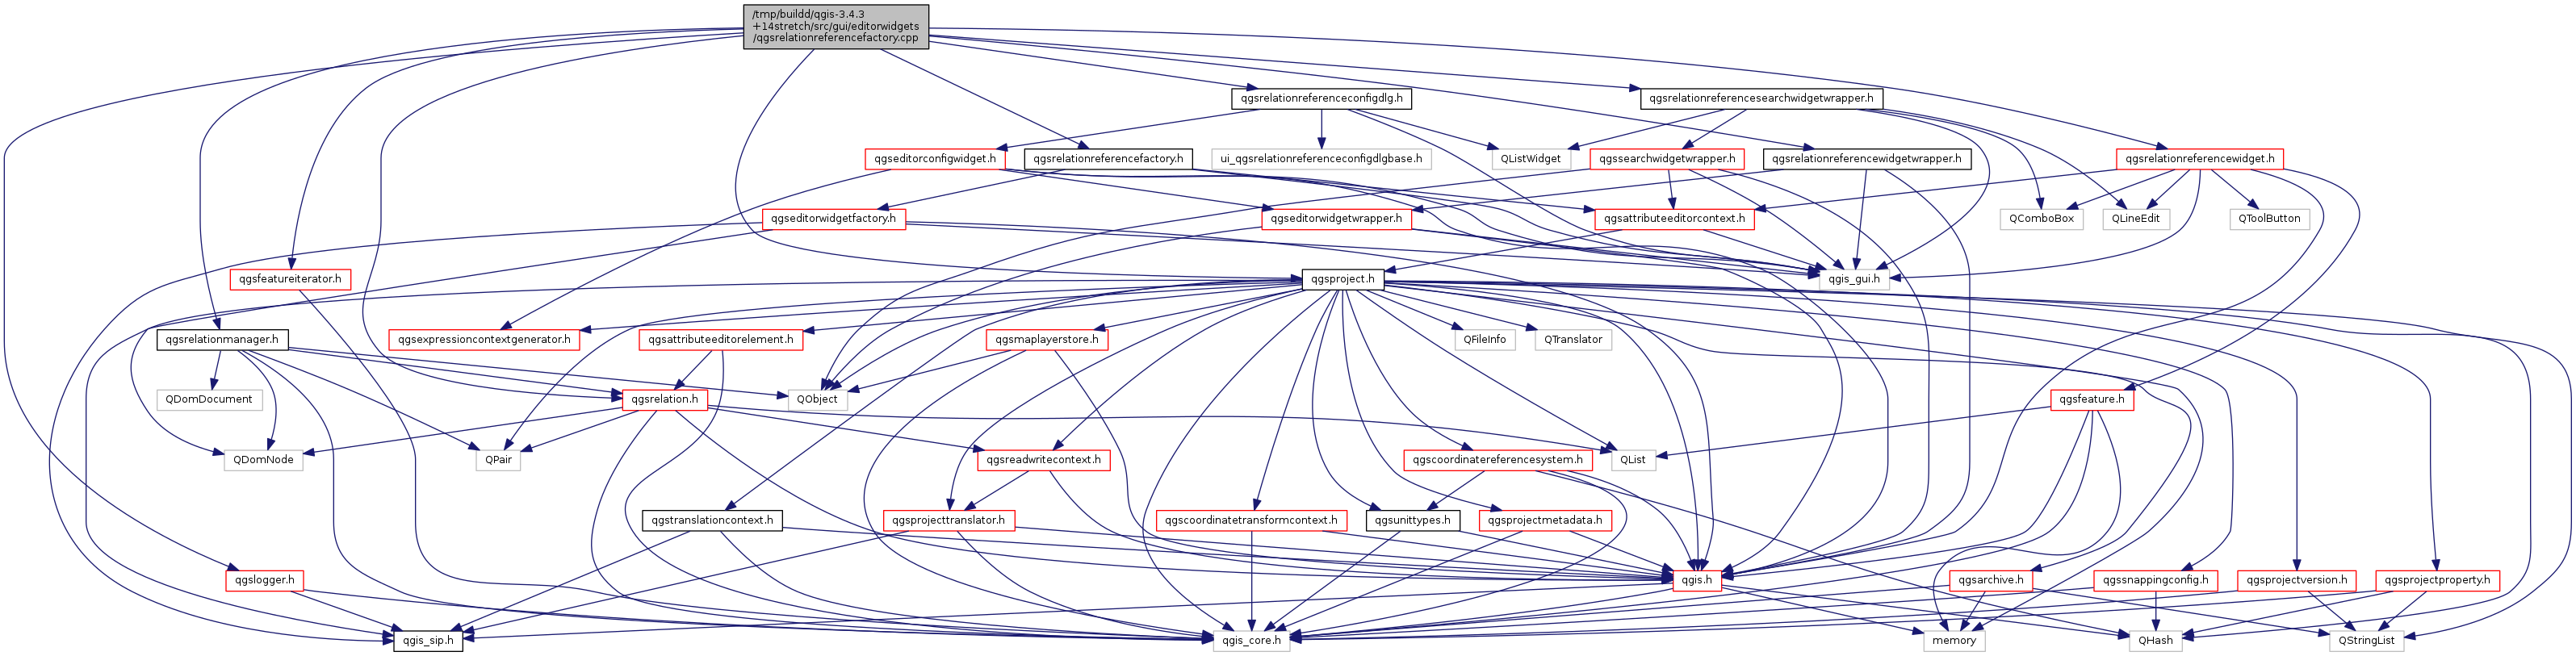 /tmp/buildd/qgis-3.4.3
+14stretch/src/gui/editorwidgets
/qgsrelationreferencefactory.cpp
qgsrelationreferenceconfigdlg.h
qgsrelationreferencesearchwidgetwrapper.h
qgseditorconfigwidget.h
qgsrelationreferencefactory.h
ui_qgsrelationreferenceconfigdlgbase.h
QListWidget
qgssearchwidgetwrapper.h
qgsrelationreferencewidgetwrapper.h
qgsrelationreferencewidget.h
qgseditorwidgetfactory.h
qgseditorwidgetwrapper.h
qgsattributeeditorcontext.h
QComboBox
QLineEdit
QToolButton
qgsfeatureiterator.h
qgsproject.h
qgis_gui.h
qgsrelationmanager.h
qgsexpressioncontextgenerator.h
qgsattributeeditorelement.h
qgsmaplayerstore.h
QFileInfo
QTranslator
QDomDocument
qgsrelation.h
QObject
qgsfeature.h
QDomNode
QPair
qgsreadwritecontext.h
qgscoordinatereferencesystem.h
QList
qgstranslationcontext.h
qgsprojecttranslator.h
qgscoordinatetransformcontext.h
qgsunittypes.h
qgsprojectmetadata.h
qgslogger.h
qgis.h
qgsarchive.h
qgssnappingconfig.h
qgsprojectversion.h
qgsprojectproperty.h
qgis_sip.h
qgis_core.h
memory
QHash
QStringList